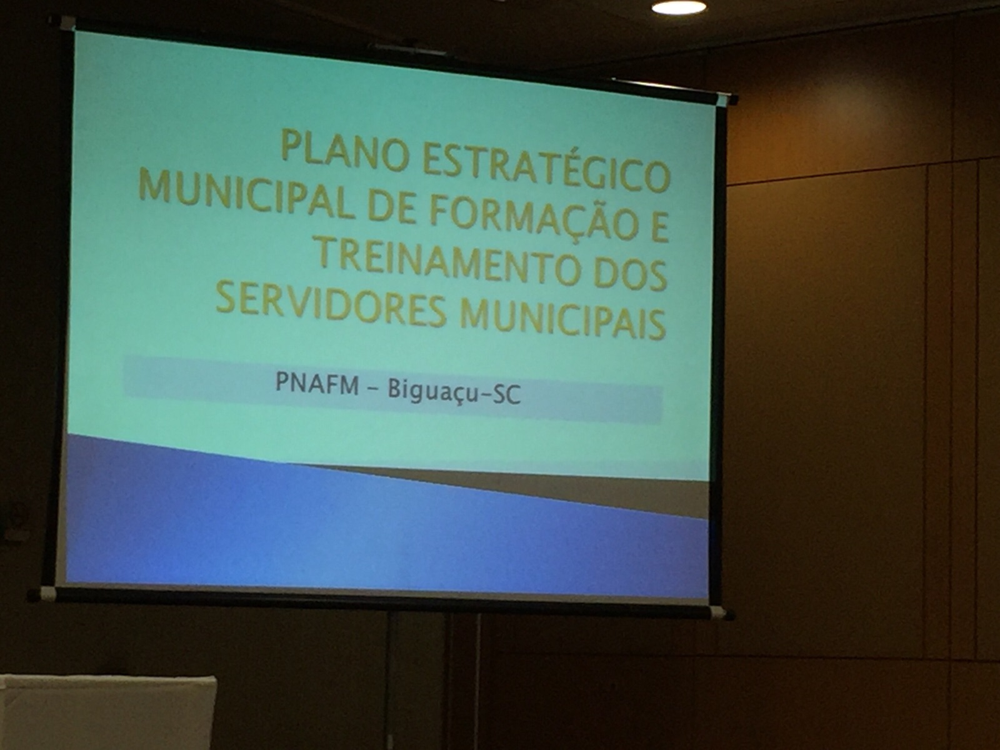 PLANO ESTRATÉGICO
MUNICIPAL DE FORMAÇÃO E
TREINAMENTO DOS
SERVIDORES MUNICIPAIS
PNAFM – Biguaçu-SC